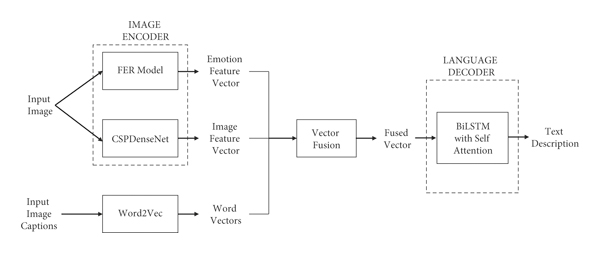 IMAGE
ENCODER
FER Model
Emotion
Feature
Vector
Input
Image
CSPDenseNet
Image
Feature
Vector
Input
Image
Captions
Word2Vec
Word
Vectors
Vector
Fusion
Fused
Vector
LANGUAGE
DECODER
BiLSTM
with Self
Attention
Text
Description